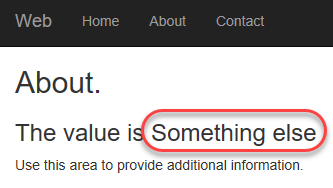 Web Home About Contact
About.
The value is Something else
Use this area to provide additional information.